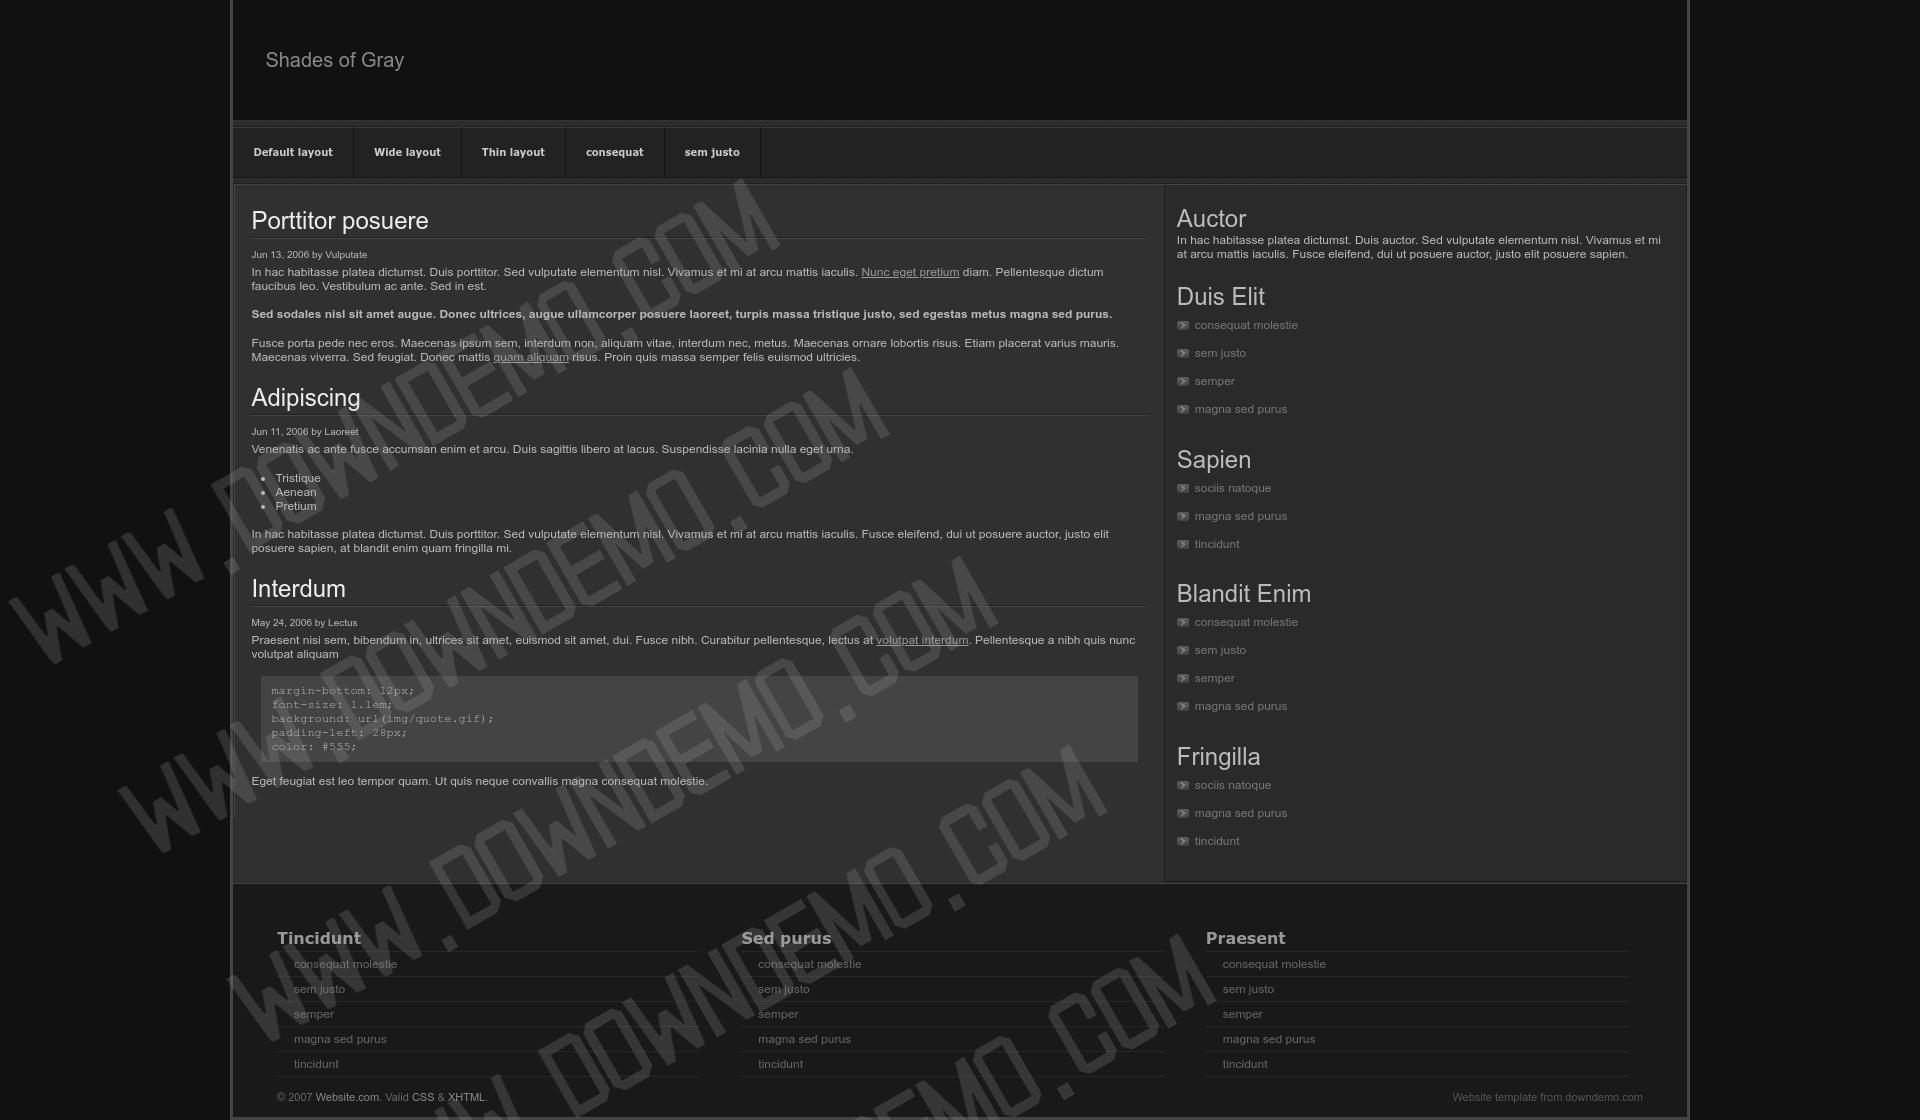 Shades of Gray
Default layout
Wide layout
Thin layout
consequat
sem justo
Porttitor posuere
Jun 13, 2006 by Vulputate
In hac habitasse platea dictumst. Duis porttitor. Sed vulputate elementum nisl. Vivamus et mi at arcu mattis iaculis. Nunc eget pretium diam. Pellentesque dictum
faucibus leo. Vestibulum ac ante. Sed in est.
Sed sodales nisl sit amet augue. Donec ultrices, augue ullamcorper posuere laoreet, turpis massa tristique justo, sed egestas metus magna sed purus.
Fusce porta pede nec eros. Maecenas ipsum sem, interdum non, aliquam vitae, interdum nec, metus. Maecenas ornare lobortis risus. Etiam placerat varius mauris.
Maecenas viverra. Sed feugiat. Donec mattis quam aliquam risus. Proin quis massa semper felis euismod ultricies.
Adipiscing
Jun 11, 2006 by Laoreet
Venenatis ac ante fusce accumsan enim et arcu. Duis sagittis libero at lacus. Suspendisse lacinia nulla eget urna.
Tristique
Aenean
Pretium
In hac habitasse platea dictumst. Duis porttitor. Sed vulputate elementum nisl. Vivamus et mi at arcu mattis iaculis. Fusce eleifend, dui ut posuere auctor, justo elit
posuere sapien, at blandit enim quam fringilla mi.
Interdum
May 24, 2006 by Lectus
Praesent nisi sem, bibendum in, ultrices sit amet, euismod sit amet, dui. Fusce nibh. Curabitur pellentesque, lectus at volutpat interdum. Pellentesque a nibh quis nunc
volutpat aliquam
margin-bottom: 12px;
font-size: 1.1em;
background: url(img/quote.gif);
padding-left: 28px;
color: #555;
Eget feugiat est leo tempor quam. Ut quis neque convallis magna consequat molestie.
Auctor
In hac habitasse platea dictumst. Duis auctor. Sed vulputate elementum nisl. Vivamus et mi
at arcu mattis iaculis. Fusce eleifend, dui ut posuere auctor, justo elit posuere sapien.
Duis Elit
consequat molestie
sem justo
semper
magna sed purus
Sapien
sociis natoque
magna sed purus
tincidunt
Blandit Enim
consequat molestie
sem justo
semper
magna sed purus
Fringilla
sociis natoque
magna sed purus
tincidunt
Tincidunt
consequat molestie
sem justo
semper
magna sed purus
tincidunt
Sed purus
consequat molestie
sem justo
semper
magna sed purus
tincidunt
Praesent
consequat molestie
sem justo
semper
magna sed purus
tincidunt
© 2007 Website.com. Valid CSS & XHTML.
Website template from downdemo.com
WWW.DOWNDEMO.COM
WWW.DOWNDEMO.COM
WWW.DOWNDEMO.COM
W.DOWNDEMO.COM
EMO.COM